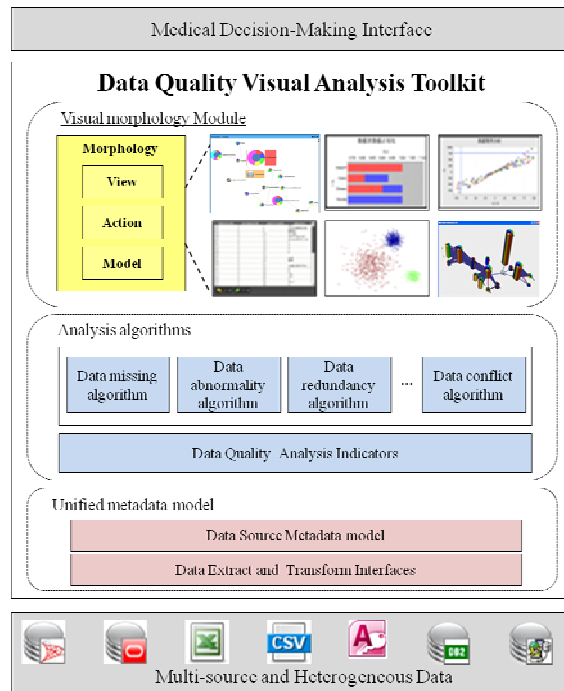 Medical Decision-Making Interface
Data Quality Visual Analysis Toolkit
Visual morphology Module
Morphology
View
Action
Model
Analysis algorithms
Data missing
algorithm
Data
abnormality
algorithm
Data
redundancy
algorithm
...
Data conflict
algorithm
Data Quality Analysis Indicators
Unified metadata model
Data Source Metadata model
Data Extract and Transform Interfaces
CSV
DB2
Multi-source and Heterogeneous Data